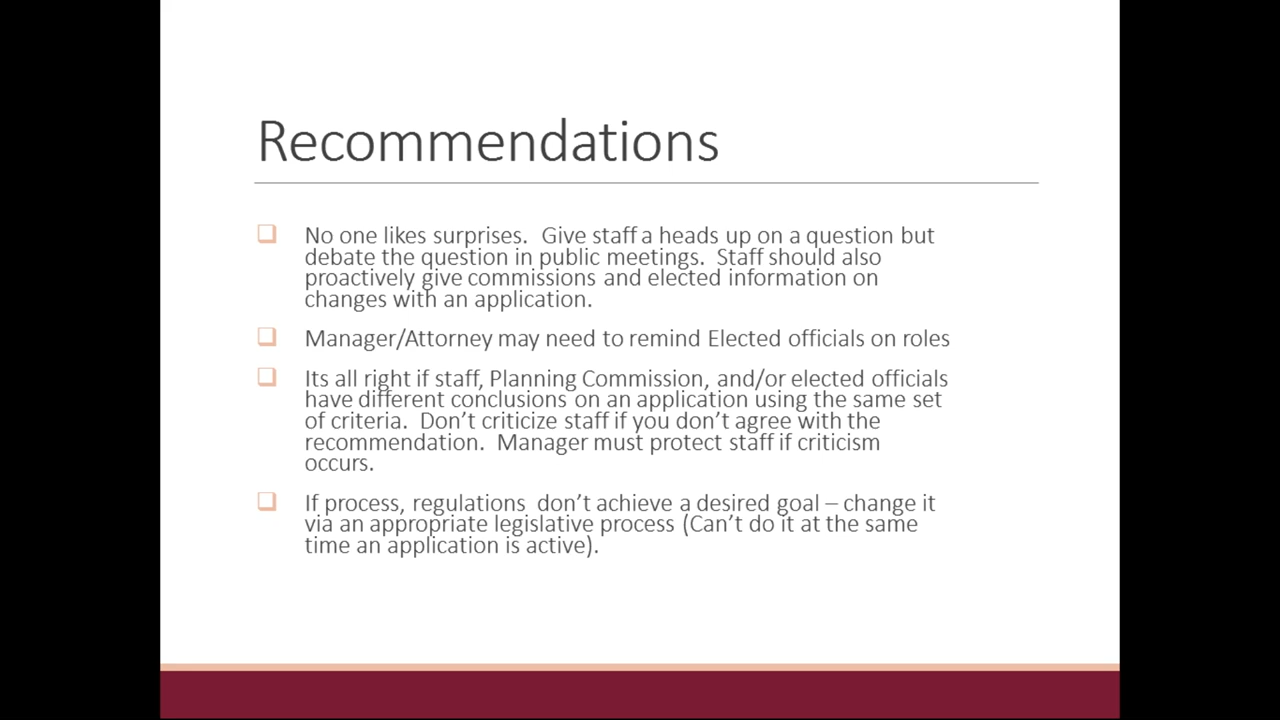 Recommendations
No one likes surprises.  Give staff a heads up on a question but
debate the question in public meetings.  Staff should also
proactively give commissions and elected information on
changes with an application.
Manager/Attorney may need to remind Elected officials on roles
Its all right if staff, Planning Commission, and/or elected officials
have different conclusions on an application using the same set
of criteria.  Don’t criticize staff if you don’t agree with the
recommendation.  Manager must protect staff if criticism
occurs.
If process, regulations  don’t achieve a desired goal – change it
via an appropriate legislative process (Can’t do it at the same
time an application is active).